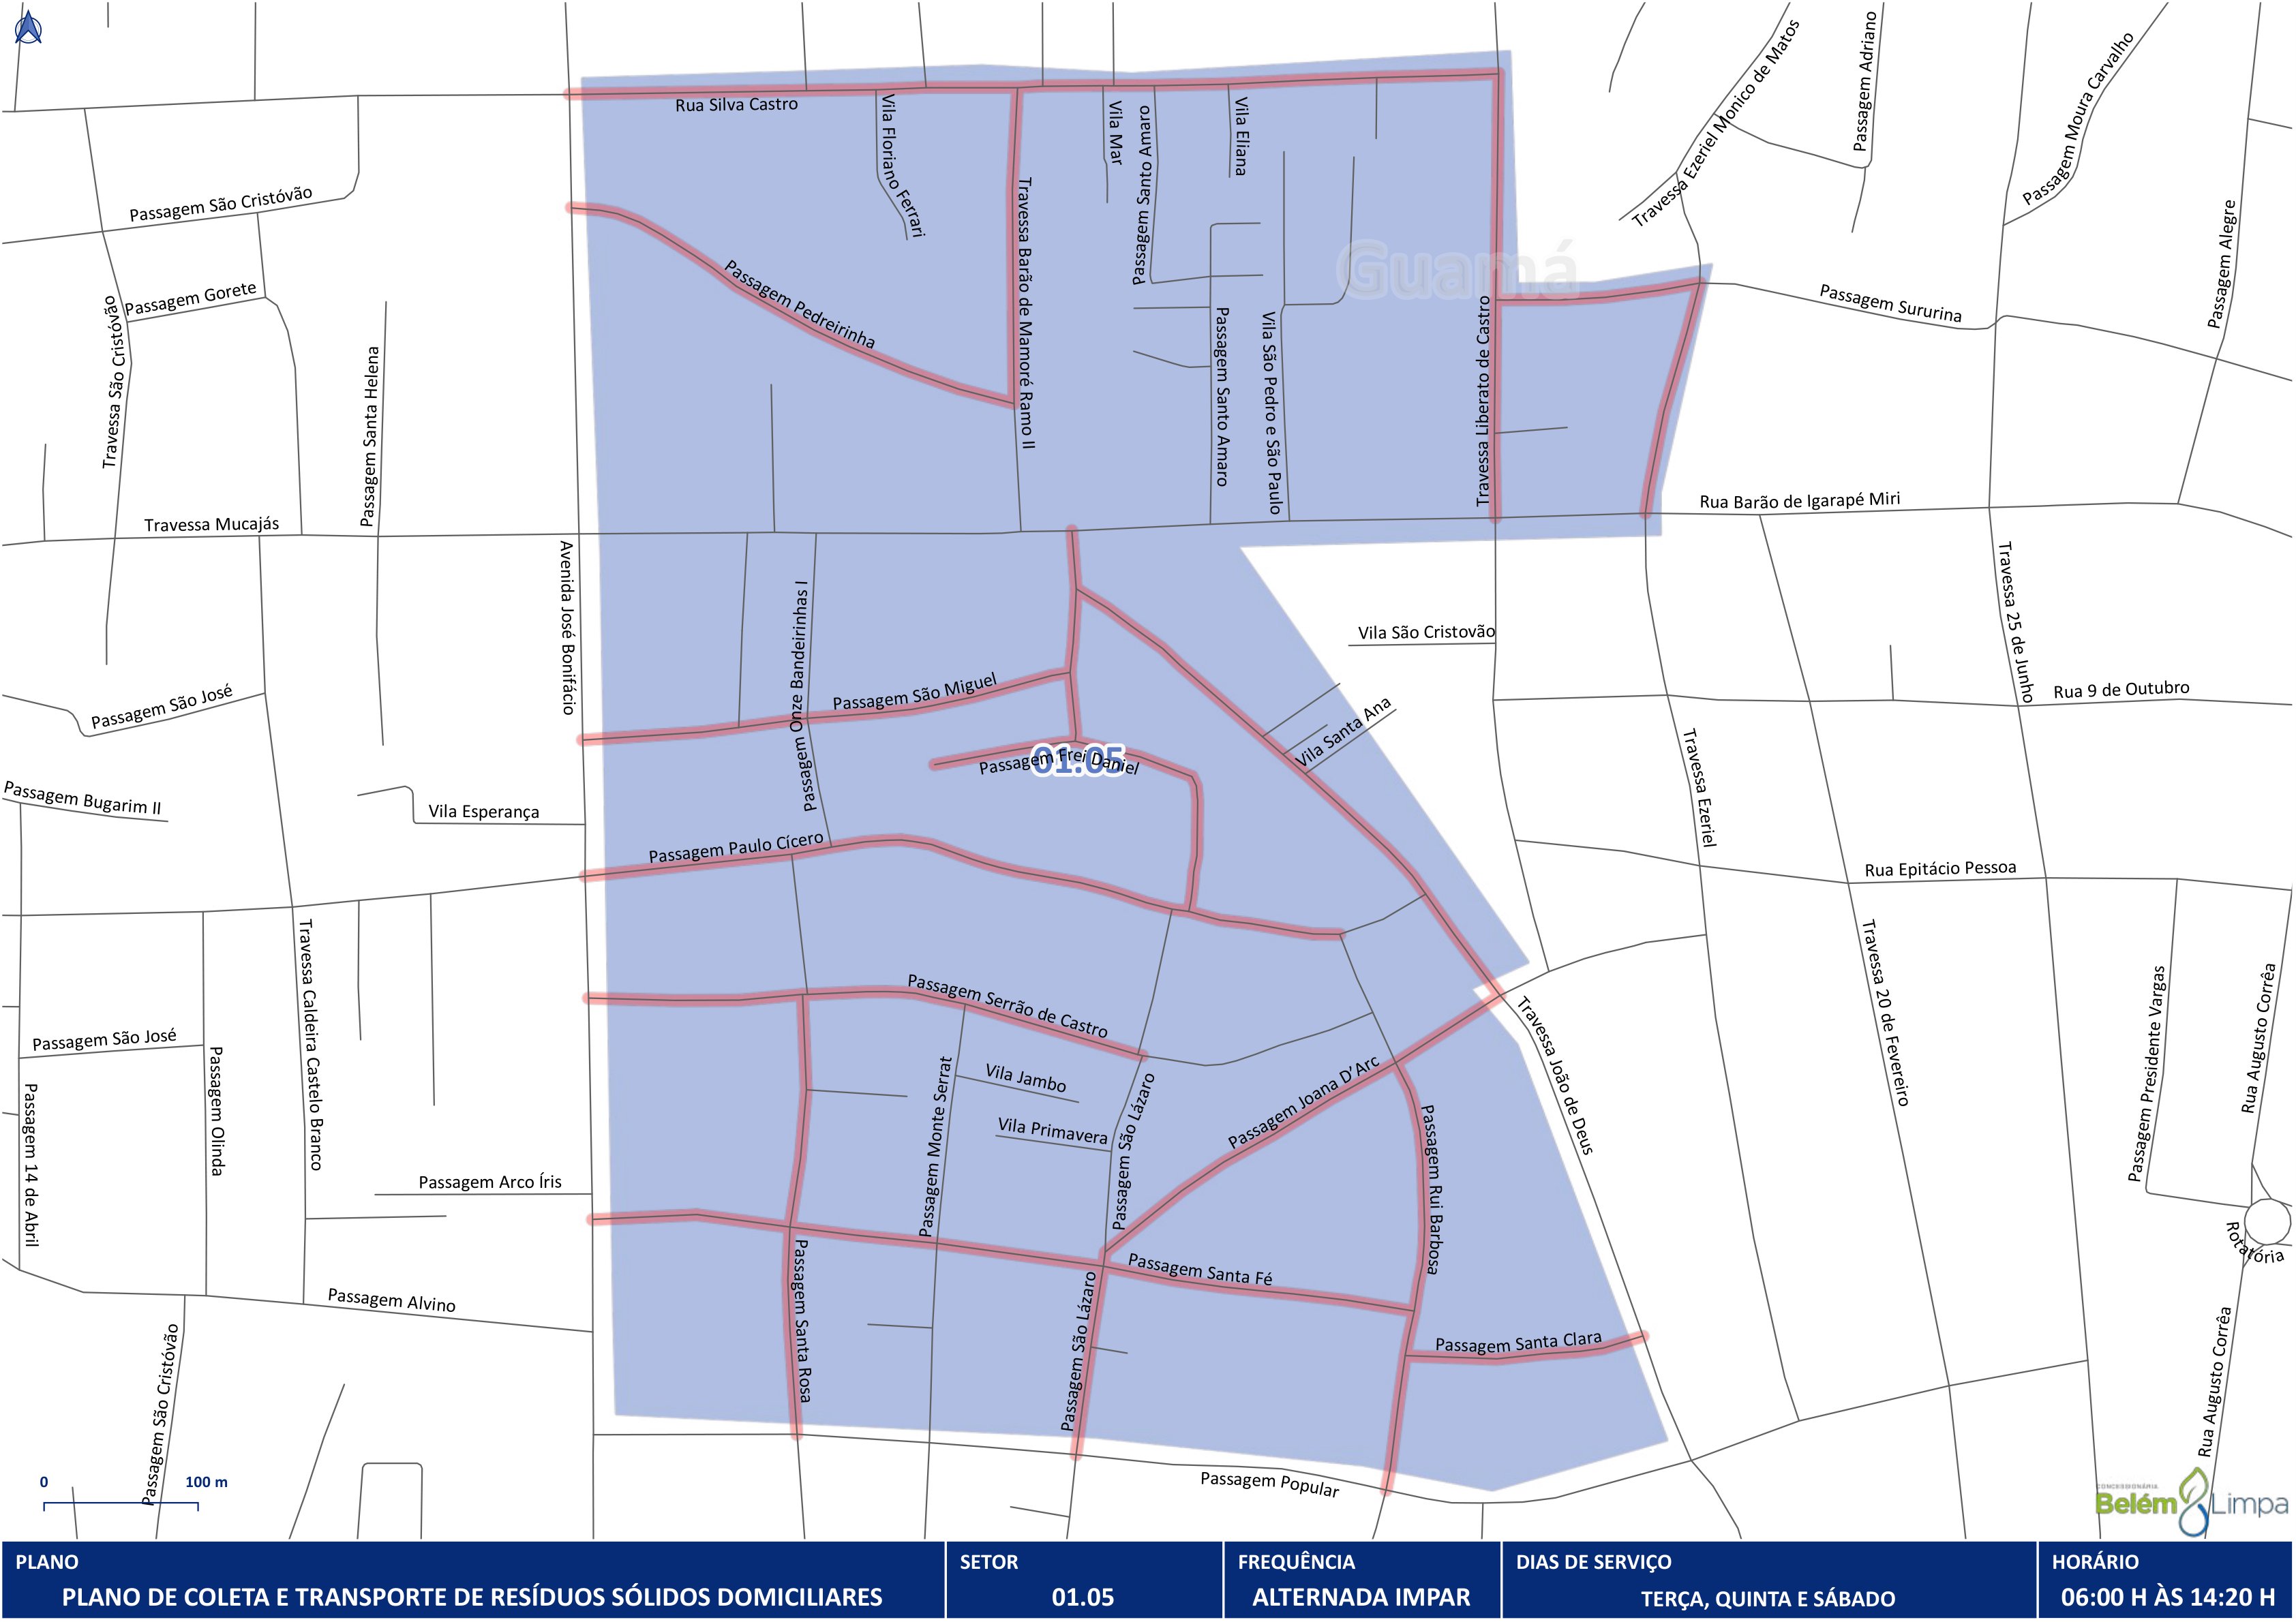 Rua Silva Castro
Vila Floriano Ferrari
Vila Mar
Passagem Santo Amaro
Vila Eliana
Travessa Ezeriel Monico de Matos
Passagem Adriano
Passagem Moura Carvalho
Passagem São Cristóvão
Travessa Barão de Mamoré Ramo II
Passagem Alegre
Guamá
Passagem Gorete
Passagem Pedreirinha
Passagem Sururina
Travessa São Cristóvão
Passagem Santa Helena
Passagem Santo Amaro
Vila São Pedro e São Paulo
Travessa Liberato de Castro
Rua Barão de Igarapé Miri
Travessa Mucajás
Avenida José Bonifácio
Passagem Onze Bandeirinhas I
Vila São Cristovão
Travessa 25 de Junho
Passagem São José
Passagem São Miguel
Rua 9 de Outubro
Vila Santa Ana
Travessa Ezeriel
01.05
Passagem Frei Daniel
Passagem Bugarim II
Vila Esperança
Passagem Paulo Cícero
Rua Epitácio Pessoa
Travessa Caldeira Castelo Branco
Travessa 20 de Fevereiro
Passagem Presidente Vargas
Rua Augusto Corrêa
Passagem Serrão de Castro
Travessa João de Deus
Passagem São José
Passagem Olinda
Passagem 14 de Abril
Vila Jambo
Passagem Monte Serrat
Passagem São Lázaro
Vila Primavera
Passagem Joana D’Arc
Passagem Rui Barbosa
Passagem Arco Íris
Rotatória
Passagem Santa Fé
Passagem Santa Rosa
Passagem São Lázaro
Passagem Alvino
Passagem Santa Clara
Passagem São Cristóvão
Rua Augusto Corrêa
Passagem Popular
0 100 m
CONCESSIONÁRIA
Belém Limpa
PLANO
PLANO DE COLETA E TRANSPORTE DE RESÍDUOS SÓLIDOS DOMICILIARES
SETOR
01.05
FREQUÊNCIA
ALTERNADA IMPAR
DIAS DE SERVIÇO
TERÇA, QUINTA E SÁBADO
HORÁRIO
06:00 H ÀS 14:20 H